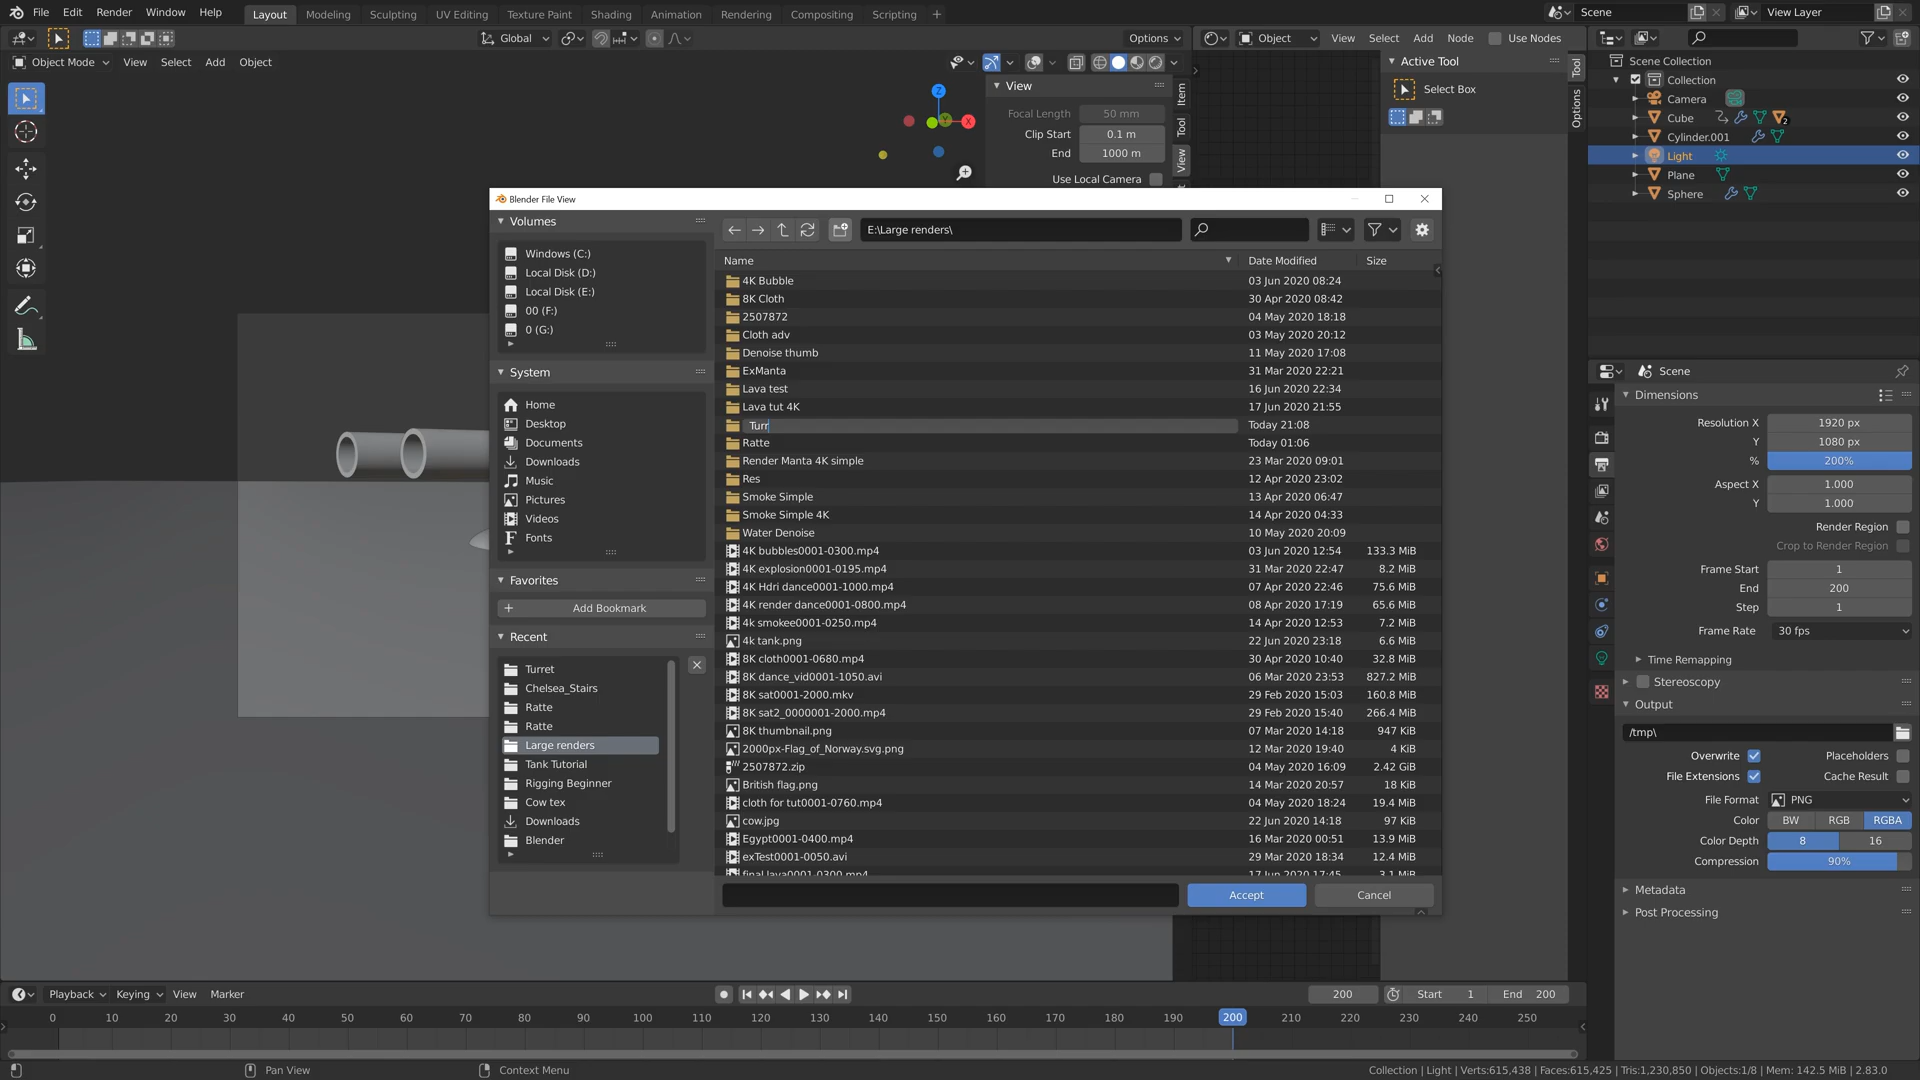 File Edit Render Window Help Layout Modeling Sculpting UV Editing Texture Paint Shading Animation Rendering Compositing Scripting + Scene View Layer
Global Options Object View Select Add Node Use Nodes
Object Mode View Select Add Object
View
Focal Length 50 mm
Clip Start 0.1 m
End 1000 m
Use Local Camera
Item
Tool
View
Z
X
Y
Active Tool
Select Box
Tool
Options
Scene Collection
Collection
Camera
Cube 2
Cylinder.001
Light
Plane
Sphere
Blender File View
Volumes
Windows (C:)
Local Disk (D:)
Local Disk (E:)
00 (F:)
0 (G:)
System
Home
Desktop
Documents
Downloads
Music
Pictures
Videos
Fonts
Favorites
Add Bookmark
Recent
Turret
Chelsea_Stairs
Ratte
Ratte
Large renders
Tank Tutorial
Rigging Beginner
Cow tex
Downloads
Blender
E:\Large renders\
Name Date Modified Size
4K Bubble 03 Jun 2020 08:24
8K Cloth 30 Apr 2020 08:42
2507872 04 May 2020 18:18
Cloth adv 03 May 2020 20:12
Denoise thumb 11 May 2020 17:08
ExManta 31 Mar 2020 22:21
Lava test 16 Jun 2020 22:34
Lava tut 4K 17 Jun 2020 21:55
Turr Today 21:08
Ratte Today 01:06
Render Manta 4K simple 23 Mar 2020 09:01
Res 12 Apr 2020 23:02
Smoke Simple 13 Apr 2020 06:47
Smoke Simple 4K 14 Apr 2020 04:33
Water Denoise 10 May 2020 20:09
4K bubbles0001-0300.mp4 03 Jun 2020 12:54 133.3 MiB
4K explosion0001-0195.mp4 31 Mar 2020 22:47 8.2 MiB
4K Hdri dance0001-1000.mp4 07 Apr 2020 22:46 75.6 MiB
4K render dance0001-0800.mp4 08 Apr 2020 17:19 65.6 MiB
4k smokee0001-0250.mp4 14 Apr 2020 12:53 7.2 MiB
4k tank.png 22 Jun 2020 23:18 6.6 MiB
8K cloth0001-0680.mp4 30 Apr 2020 10:40 32.8 MiB
8K dance_vid0001-1050.avi 06 Mar 2020 23:53 827.2 MiB
8K sat0001-2000.mkv 29 Feb 2020 15:03 160.8 MiB
8K sat2_0000001-2000.mp4 29 Feb 2020 15:40 266.4 MiB
8K thumbnail.png 07 Mar 2020 14:18 947 KiB
2000px-Flag_of_Norway.svg.png 12 Mar 2020 19:40 4 KiB
2507872.zip 04 May 2020 16:09 2.42 GiB
British flag.png 14 Mar 2020 20:57 18 KiB
cloth for tut0001-0760.mp4 04 May 2020 18:24 19.4 MiB
cow.jpg 22 Jun 2020 14:18 97 KiB
Egypt0001-0400.mp4 16 Mar 2020 00:51 13.9 MiB
exTest0001-0050.avi 29 Mar 2020 18:34 12.4 MiB
final lava0001-0300.mp4 17 Jun 2020 17:45 3.1 MiB
Accept Cancel
Scene
Dimensions
Resolution X 1920 px
Y 1080 px
% 200%
Aspect X 1.000
Y 1.000
Render Region
Crop to Render Region
Frame Start 1
End 200
Step 1
Frame Rate 30 fps
Time Remapping
Stereoscopy
Output
/tmp\
Overwrite Placeholders
File Extensions Cache Result
File Format PNG
Color BW RGB RGBA
Color Depth 8 16
Compression 90%
Metadata
Post Processing
Playback Keying View Marker 200 Start 1 End 200
0 10 20 30 40 50 60 70 80 90 100 110 120 130 140 150 160 170 180 190 200 210 220 230 240 250
Pan View Context Menu Collection | Light | Verts:615,438 | Faces:615,425 | Tris:1,230,850 | Objects:1/8 | Mem: 142.5 MiB | 2.83.0